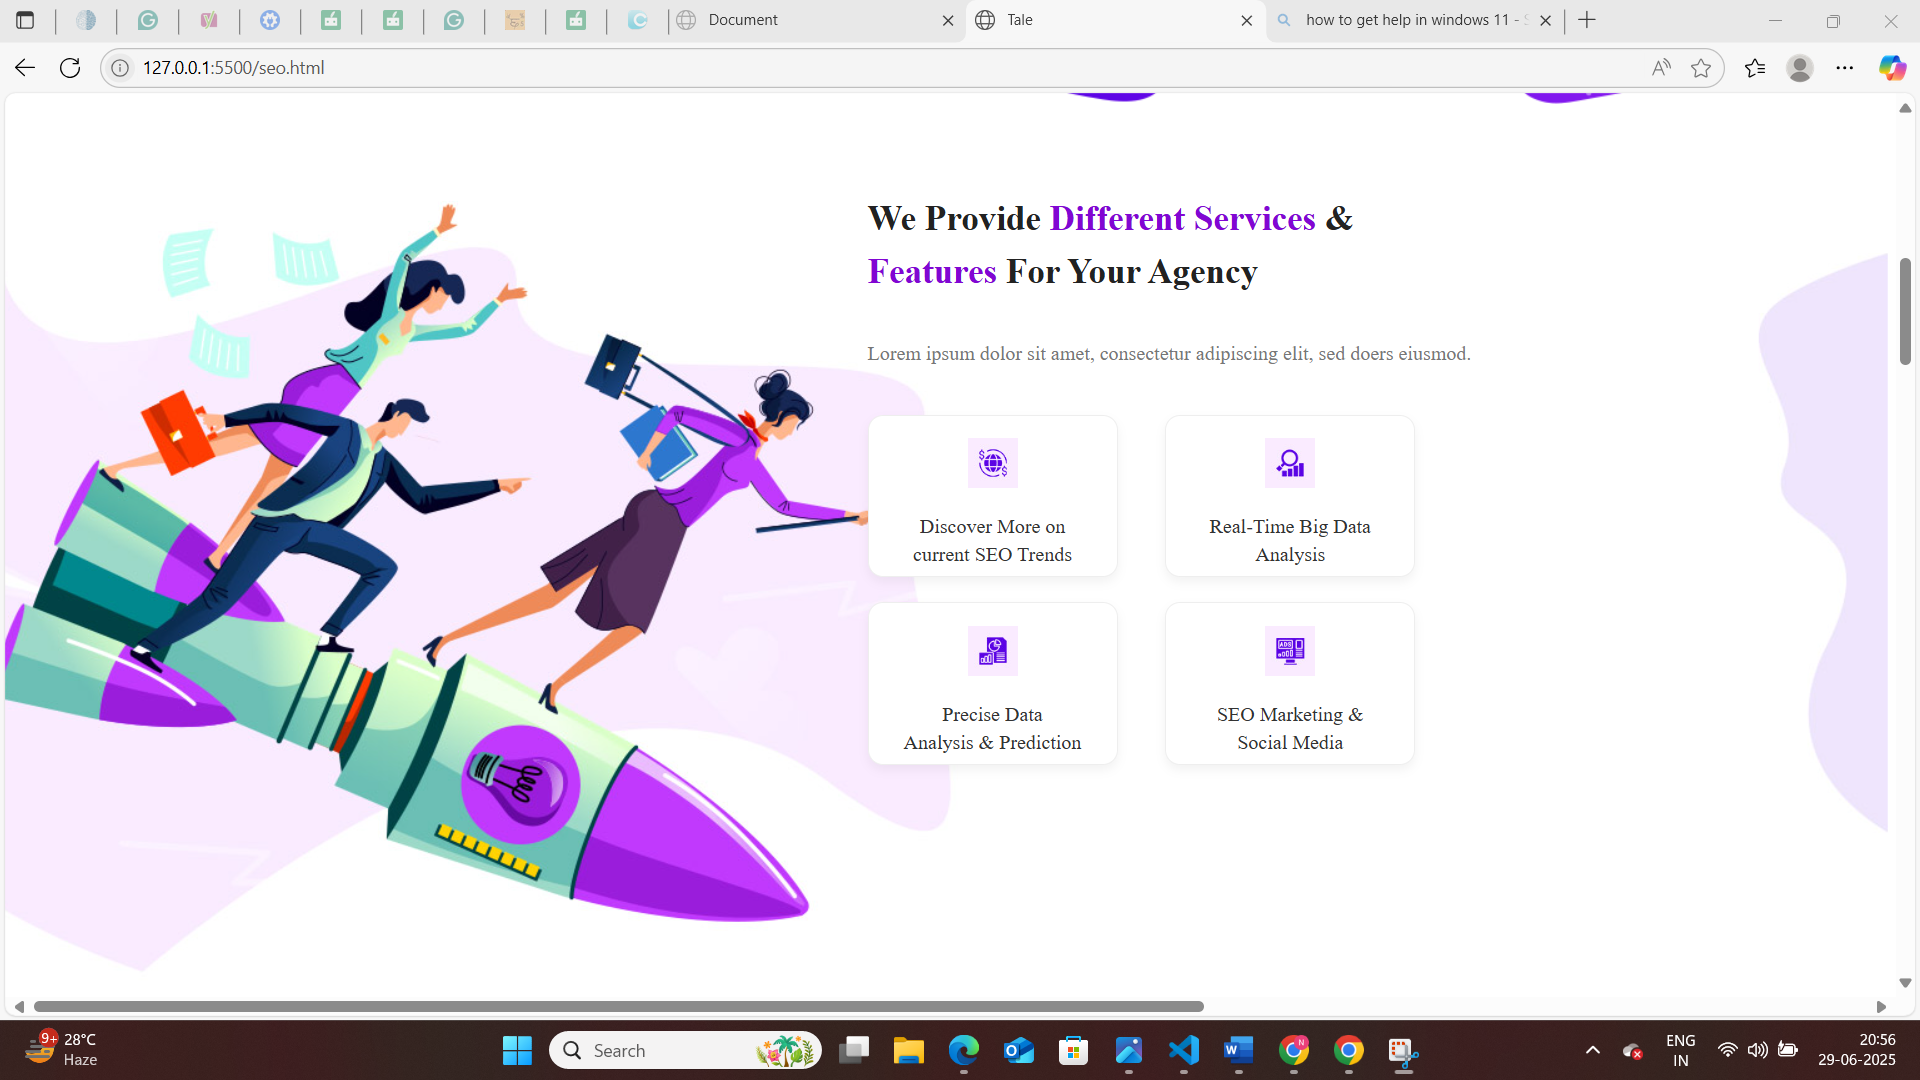 Document
Tale
how to get help in windows 11 -
127.0.0.1:5500/seo.html
We Provide Different Services &
Features For Your Agency
Lorem ipsum dolor sit amet, consectetur adipiscing elit, sed doers eiusmod.
Discover More on
current SEO Trends
Real-Time Big Data
Analysis
ADS
Precise Data
Analysis & Prediction
SEO Marketing &
Social Media
9+
28°C
Haze
Search
N
ENG
IN
20:56
29-06-2025